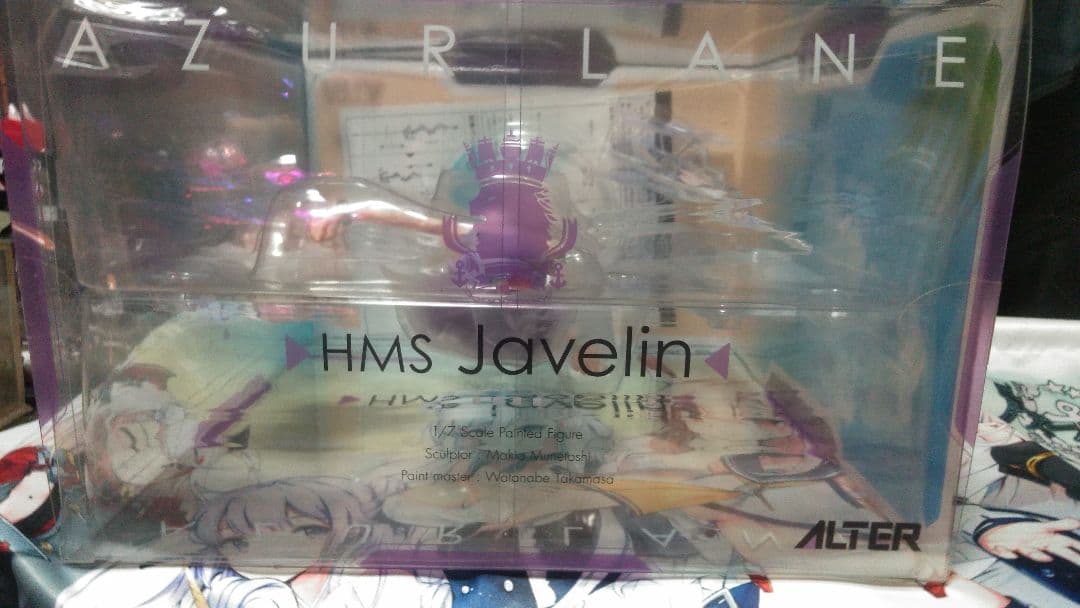 AZUR LANE
HMS Javelin
1/7 Scale Painted Figure
Sculptor : Makio Munetoshi
Paint master : Watanabe Takamasa
ALTER